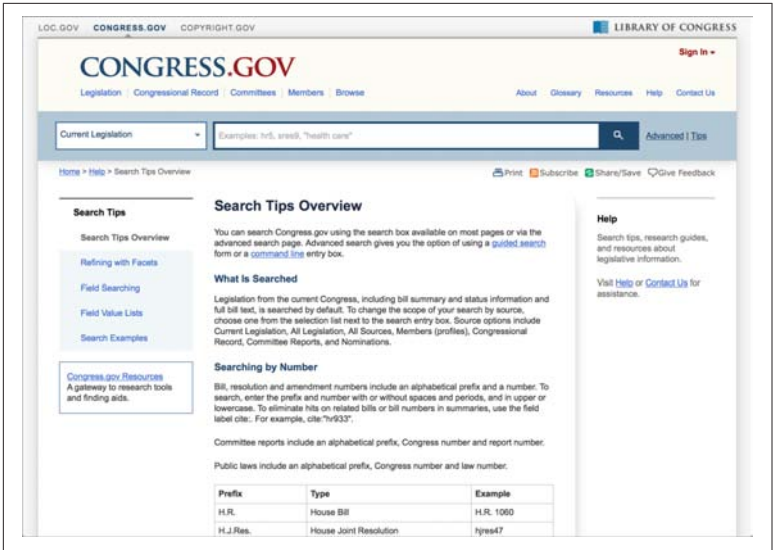 LOC.GOV CONGRESS.GOV COPYRIGHT.GOV
LIBRARY OF CONGRESS
Sign In
CONGRESS.GOV
Legislation | Congressional Record | Committees | Members | Browse
About Glossary Resources Help Contact Us
Current Legislation
Examples: hr5, sres9, "health care"
Advanced | Tips
Home > Help > Search Tips Overview
Print Subscribe Share/Save Give Feedback
Search Tips
Search Tips Overview
Refining with Facets
Field Searching
Field Value Lists
Search Examples
Congress.gov Resources
A gateway to research tools
and finding aids.
Search Tips Overview
You can search Congress.gov using the search box available on most pages or via the
advanced search page. Advanced search gives you the option of using a guided search
form or a command line entry box.
What Is Searched
Legislation from the current Congress, including bill summary and status information and
full bill text, is searched by default. To change the scope of your search by source,
choose one from the selection list next to the search entry box. Source options include
Current Legislation, All Legislation, All Sources, Members (profiles), Congressional
Record, Committee Reports, and Nominations.
Searching by Number
Bill, resolution and amendment numbers include an alphabetical prefix and a number. To
search, enter the prefix and number with or without spaces and periods, and in upper or
lowercase. To eliminate hits on related bills or bill numbers in summaries, use the field
label cite:. For example, cite:"hr933".
Committee reports include an alphabetical prefix, Congress number and report number.
Public laws include an alphabetical prefix, Congress number and law number.
Prefix Type Example
H.R. House Bill H.R. 1060
H.J.Res. House Joint Resolution hjres47
Help
Search tips, research guides,
and resources about
legislative information.
Visit Help or Contact Us for
assistance.